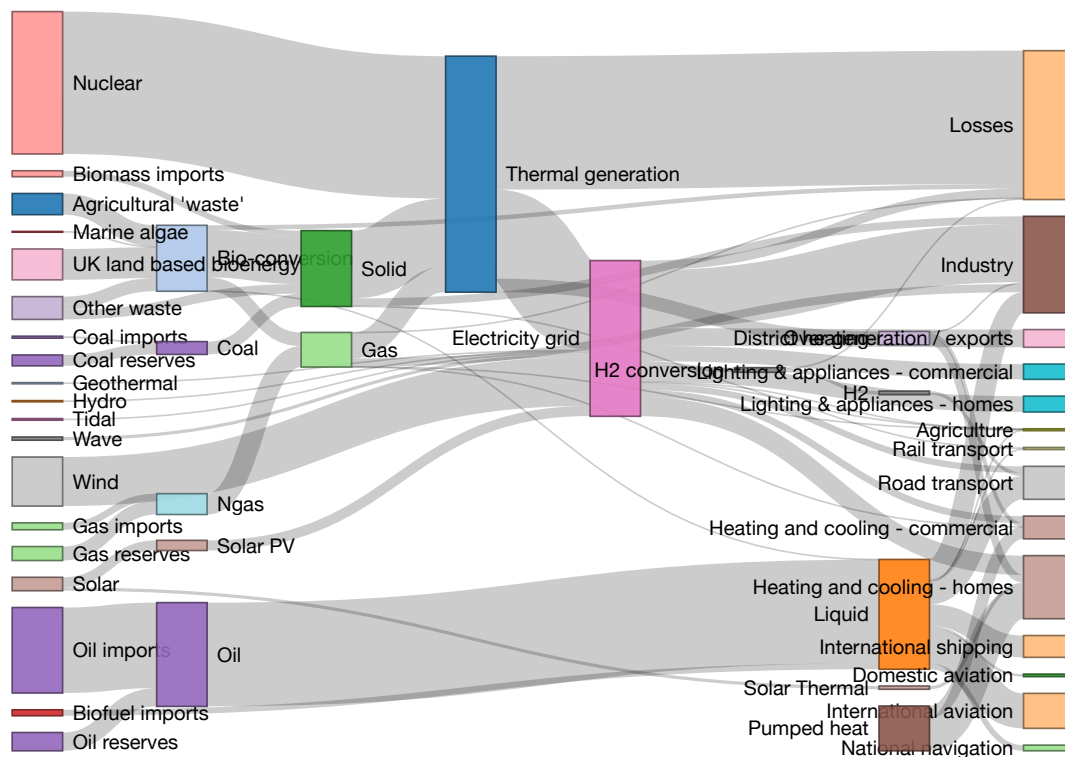 Nuclear
Biomass imports
Agricultural 'waste'
Marine algae
UK land based bioenergy
Other waste
Coal imports
Coal reserves
Geothermal
Hydro
Tidal
Wave
Wind
Gas imports
Gas reserves
Solar
Oil imports
Biofuel imports
Oil reserves
Bio-conversion
Coal
Ngas
Solar PV
Oil
Solid
Gas
Thermal generation
Electricity grid
H2 conversion
District heating
H2
Liquid
Solar Thermal
Pumped heat
Losses
Industry
Overgeneration / exports
Lighting & appliances - commercial
Lighting & appliances - homes
Agriculture
Rail transport
Road transport
Heating and cooling - commercial
Heating and cooling - homes
International shipping
Domestic aviation
International aviation
National navigation